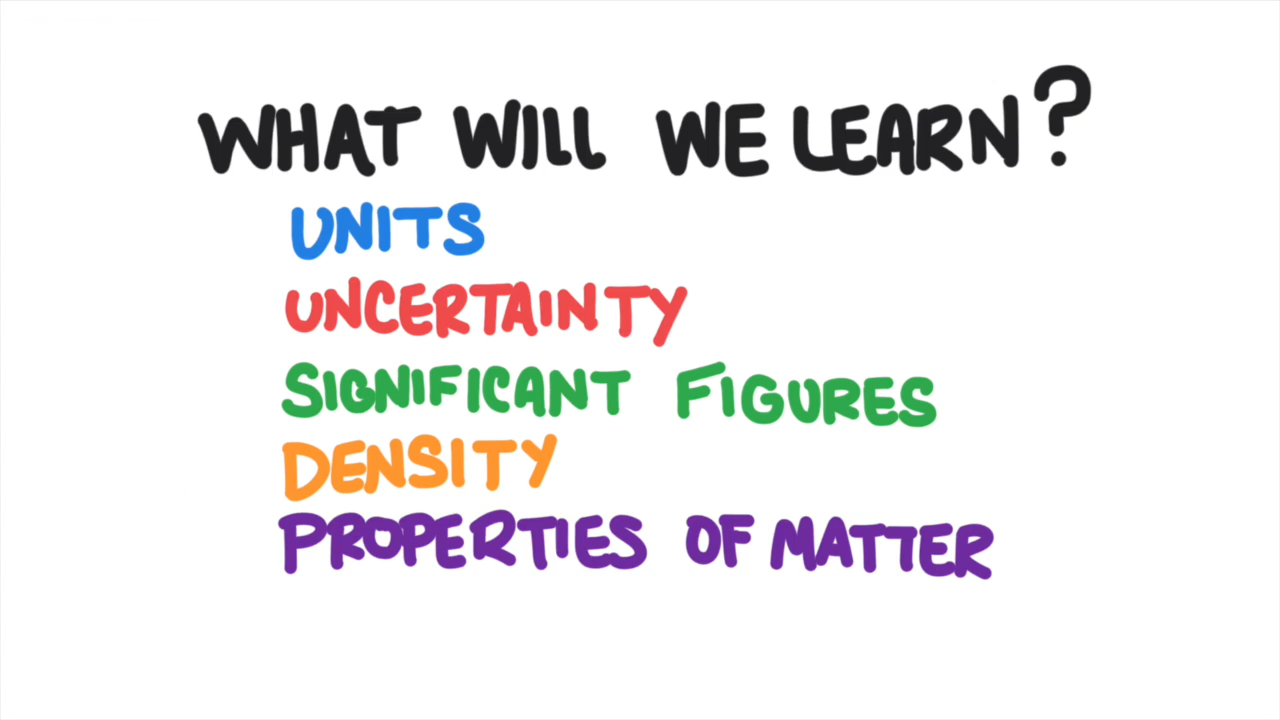 WHAT WILL WE LEARN?
UNITS
UNCERTAINTY
SIGNIFICANT FIGURES
DENSITY
PROPERTIES OF MATTER